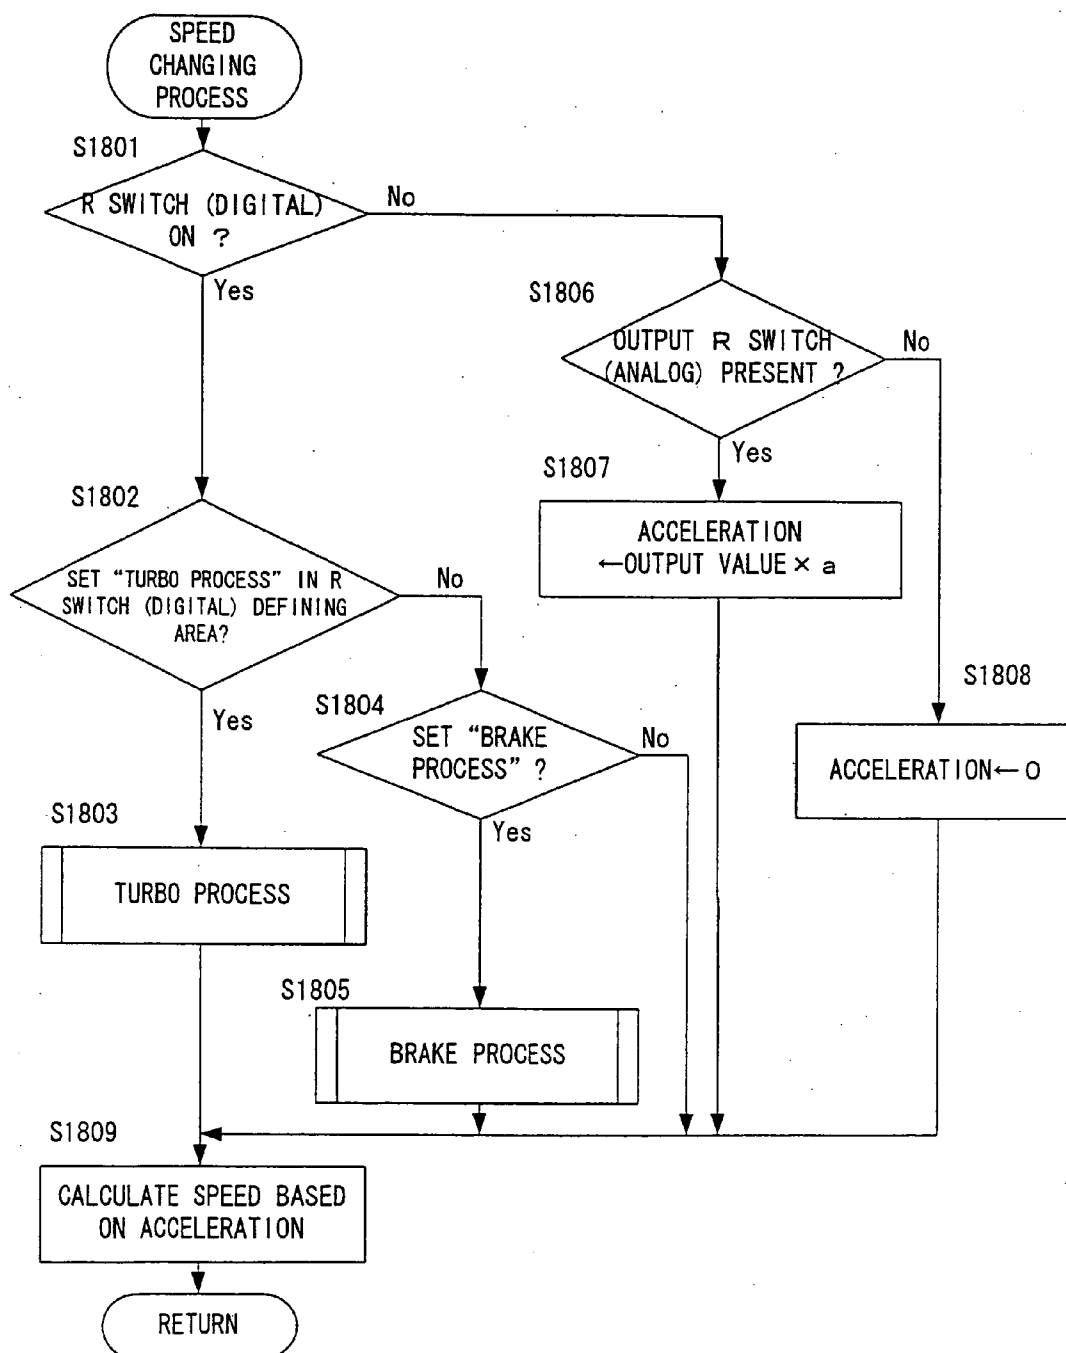 SPEED
CHANGING
PROCESS
S1801
R SWITCH (DIGITAL)
ON ?
No
Yes
S1806
OUTPUT R SWITCH
(ANALOG) PRESENT ?
No
Yes
S1807
ACCELERATION
←OUTPUT VALUE × a
S1802
SET “TURBO PROCESS” IN R
SWITCH (DIGITAL) DEFINING
AREA?
No
Yes
S1808
ACCELERATION← O
S1804
SET “BRAKE
PROCESS” ?
No
Yes
S1803
TURBO PROCESS
S1805
BRAKE PROCESS
S1809
CALCULATE SPEED BASED
ON ACCELERATION
RETURN